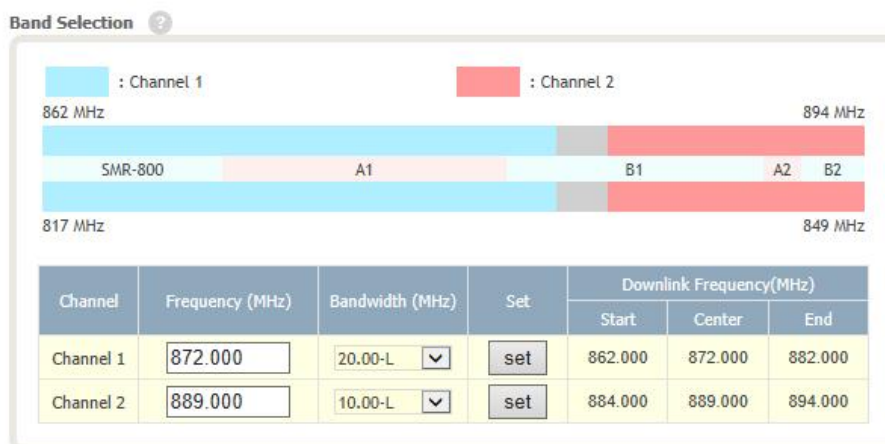 Band Selection ?
: Channel 1 : Channel 2
862 MHz 894 MHz
SMR-800 A1 B1 A2 B2
817 MHz 849 MHz
Channel Frequency (MHz) Bandwidth (MHz) Set Downlink Frequency(MHz)
Start Center End
Channel 1 872.000 20.00-L set 862.000 872.000 882.000
Channel 2 889.000 10.00-L set 884.000 889.000 894.000